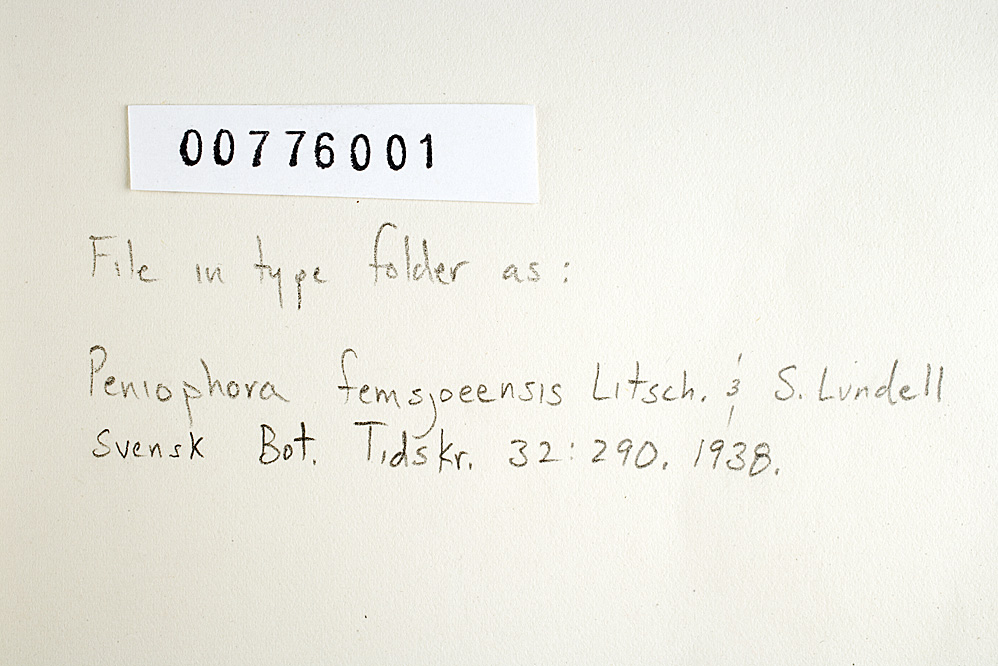 00776001
File in type folder as:
Peniophora femsjoeensis Litsch. & S. Lundell
Svensk Bot. Tidskr. 32:290. 1938.